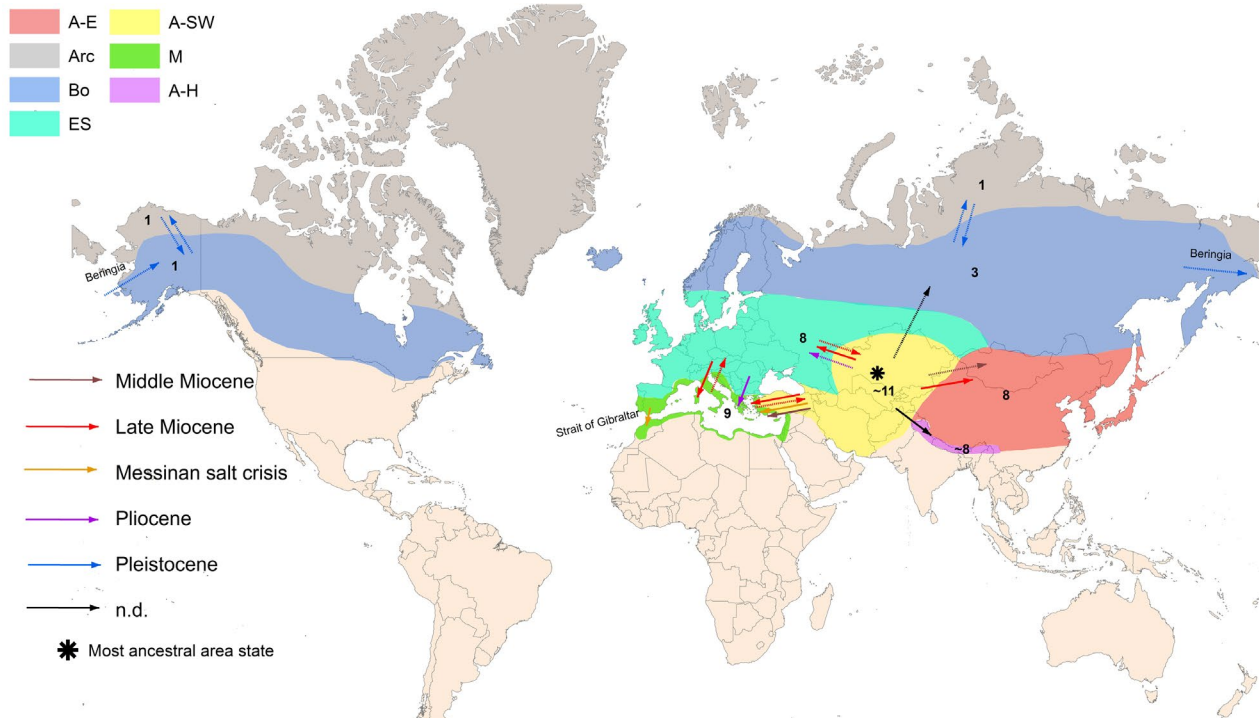 A-E
A-SW
Arc
M
Bo
A-H
ES
1
1
Beringia
1
Beringia
3
8
~11
8
Strait of Gibraltar
9
~8
Middle Miocene
Late Miocene
Messinan salt crisis
Pliocene
Pleistocene
n.d.
Most ancestral area state